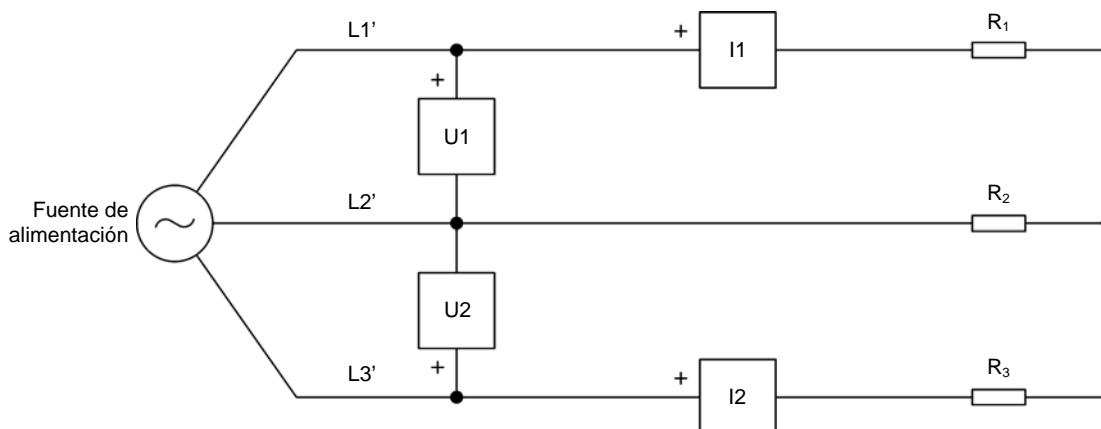 L1’
+
I1
R₁
+
U1
Fuente de
alimentación
L2’
R₂
U2
+
L3’
+
I2
R₃